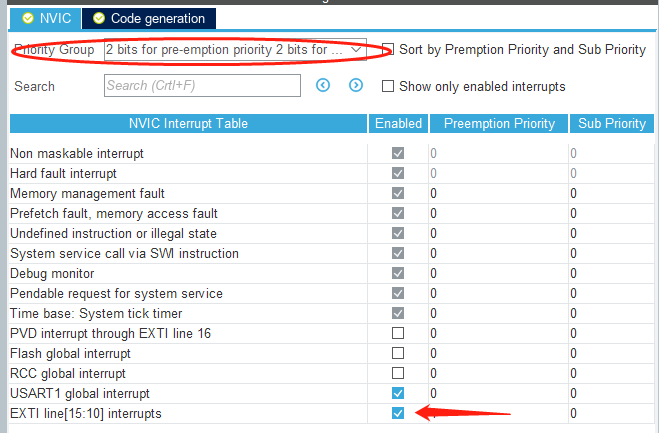 NVIC Code generation
Priority Group 2 bits for pre-emption priority 2 bits for ... Sort by Premption Priority and Sub Priority
Search Search (Crtl+F) Show only enabled interrupts
NVIC Interrupt Table Enabled Preemption Priority Sub Priority
Non maskable interrupt 0 0
Hard fault interrupt 0 0
Memory management fault 0 0
Prefetch fault, memory access fault 0 0
Undefined instruction or illegal state 0 0
System service call via SWI instruction 0 0
Debug monitor 0 0
Pendable request for system service 0 0
Time base: System tick timer 0 0
PVD interrupt through EXTI line 16 0 0
Flash global interrupt 0 0
RCC global interrupt 0 0
USART1 global interrupt 0 0
EXTI line[15:10] interrupts 0